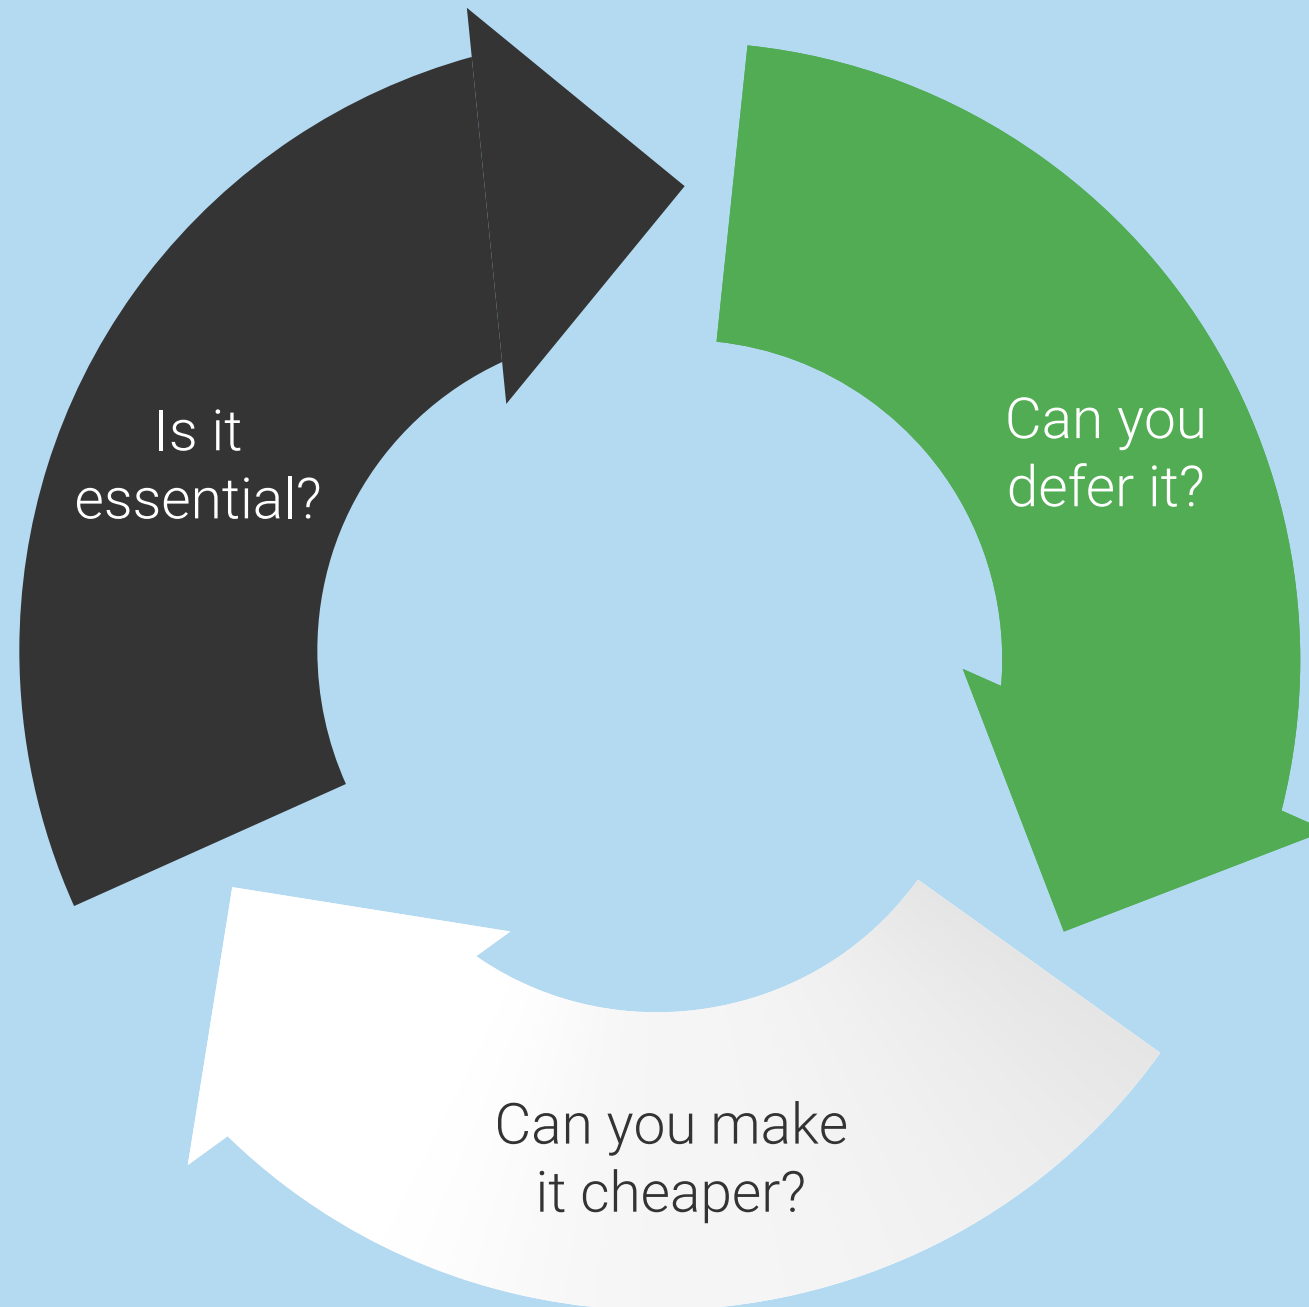 Is it
essential?
Can you
defer it?
Can you make
it cheaper?